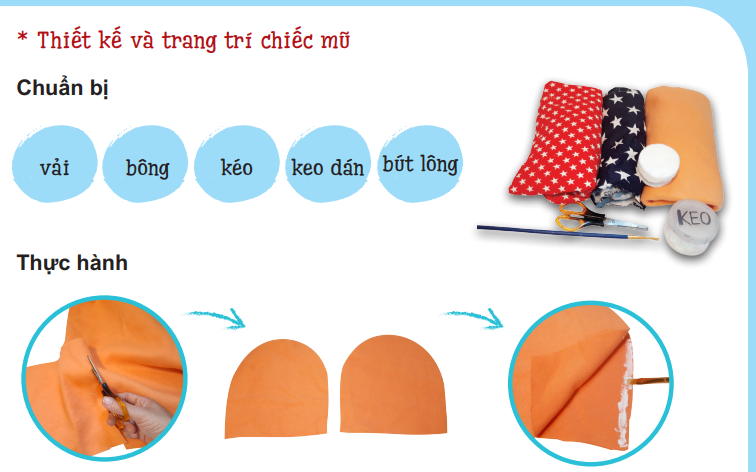 * Thiết kế và trang trí chiếc mũ
Chuẩn bị
vải bông kéo keo dán bút lông
KEO
Thực hành